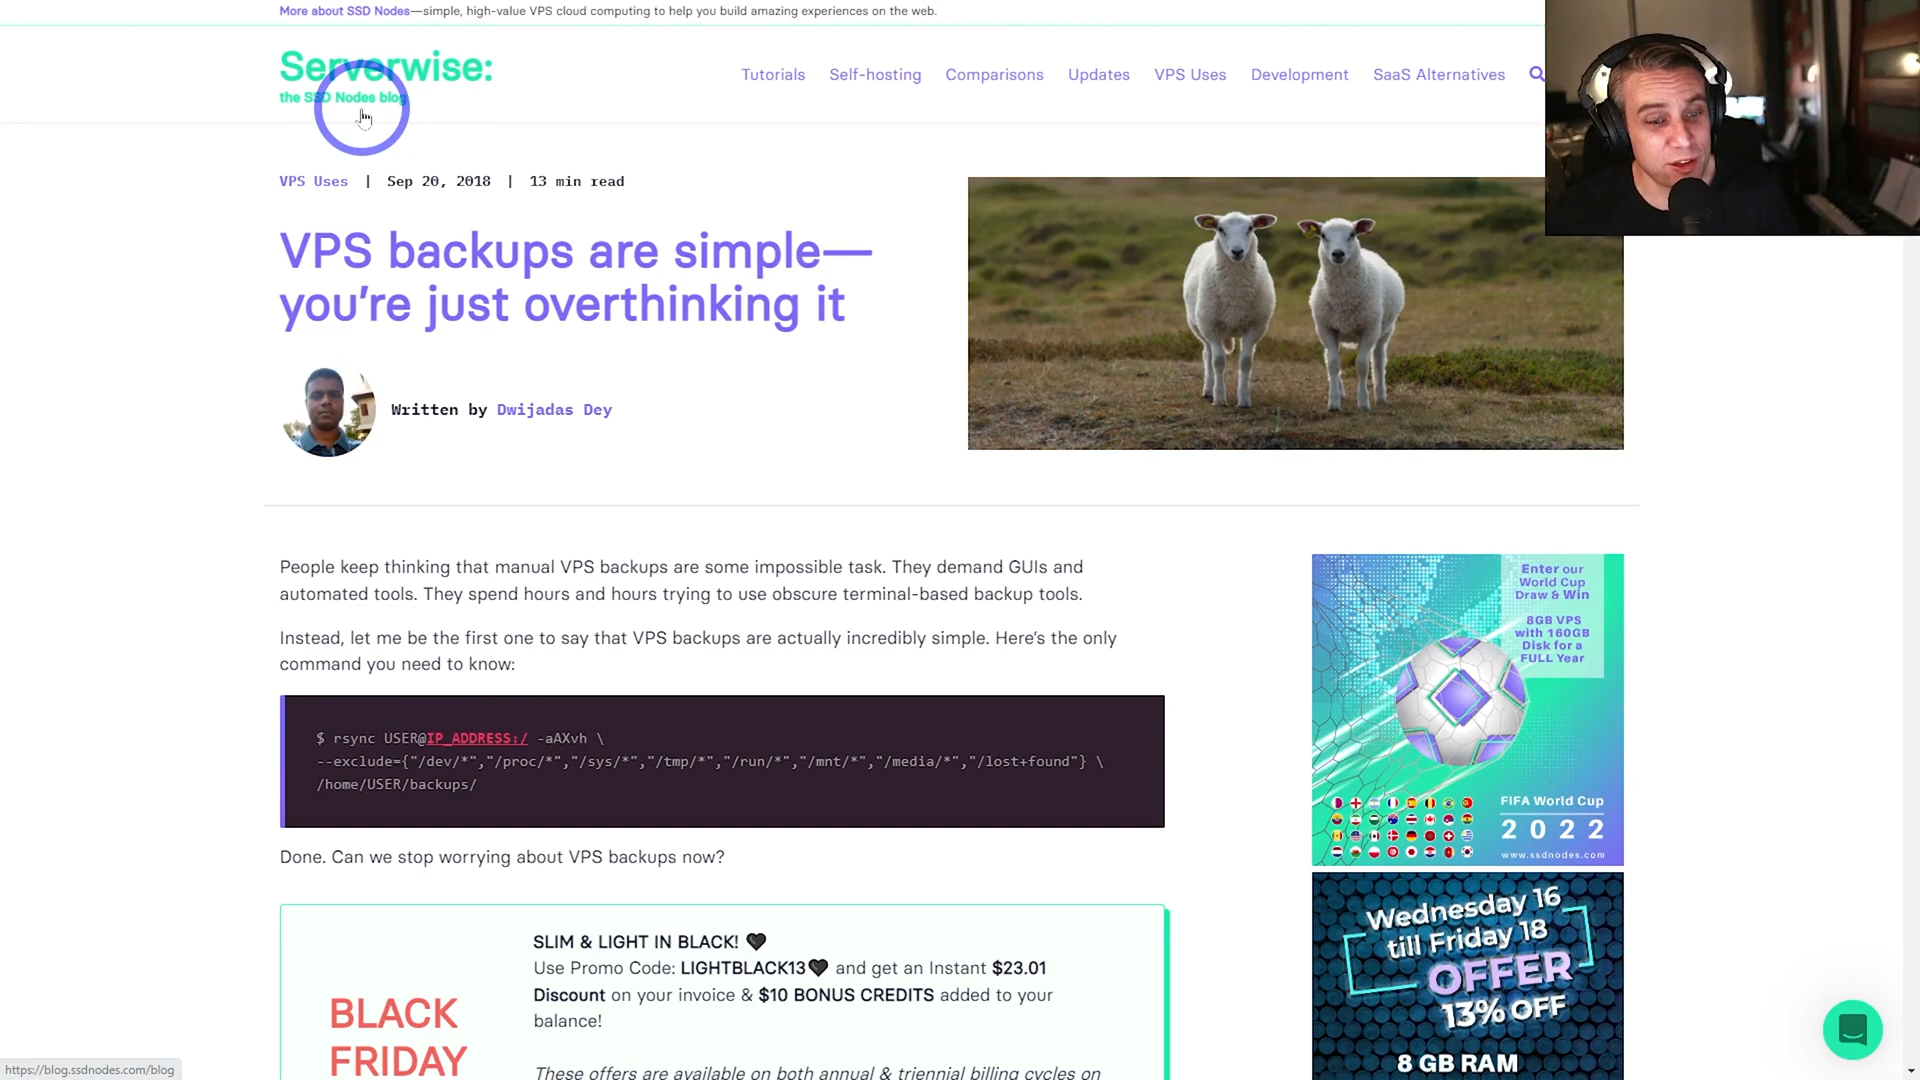 More about SSD Nodes—simple, high-value VPS cloud computing to help you build amazing experiences on the web.
Serverwise:
the SSD Nodes blog
Tutorials
Self-hosting
Comparisons
Updates
VPS Uses
Development
SaaS Alternatives
VPS Uses | Sep 20, 2018 | 13 min read
VPS backups are simple—
you're just overthinking it
Written by Dwijadas Dey
People keep thinking that manual VPS backups are some impossible task. They demand GUIs and
automated tools. They spend hours and hours trying to use obscure terminal-based backup tools.
Instead, let me be the first one to say that VPS backups are actually incredibly simple. Here's the only
command you need to know:
$ rsync USER@IP_ADDRESS:/ -aAXvh \
--exclude={"/dev/*","/proc/*","/sys/*","/tmp/*","/run/*","/mnt/*","/media/*","/lost+found"} \
/home/USER/backups/
Done. Can we stop worrying about VPS backups now?
BLACK
FRIDAY
SLIM & LIGHT IN BLACK! 🖤
Use Promo Code: LIGHTBLACK13🖤 and get an Instant $23.01
Discount on your invoice & $10 BONUS CREDITS added to your
balance!
These offers are available on both annual & triennial billing cycles on
Enter our
World Cup
Draw & Win
8GB VPS
with 160GB
Disk for a
FULL Year
FIFA World Cup
2022
www.ssdnodes.com
Wednesday 16
till Friday 18
OFFER
13% OFF
8 GB RAM
https://blog.ssdnodes.com/blog